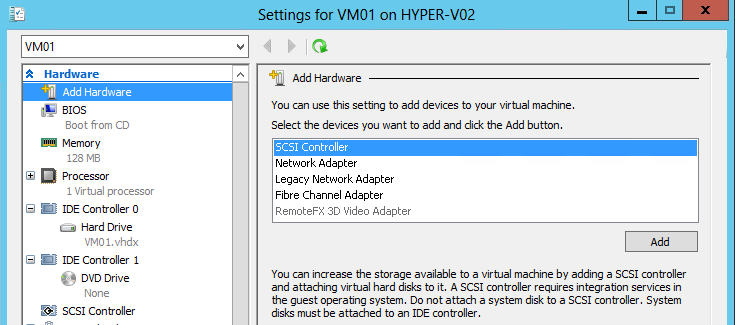 Settings for VM01 on HYPER-V02
VM01
Hardware
Add Hardware
BIOS
Boot from CD
Memory
128 MB
Processor
1 Virtual processor
IDE Controller 0
Hard Drive
VM01.vhdx
IDE Controller 1
DVD Drive
None
SCSI Controller
Add Hardware
You can use this setting to add devices to your virtual machine.
Select the devices you want to add and click the Add button.
SCSI Controller
Network Adapter
Legacy Network Adapter
Fibre Channel Adapter
RemoteFX 3D Video Adapter
Add
You can increase the storage available to a virtual machine by adding a SCSI controller
and attaching virtual hard disks to it. A SCSI controller requires integration services in
the guest operating system. Do not attach a system disk to a SCSI controller. System
disks must be attached to an IDE controller.